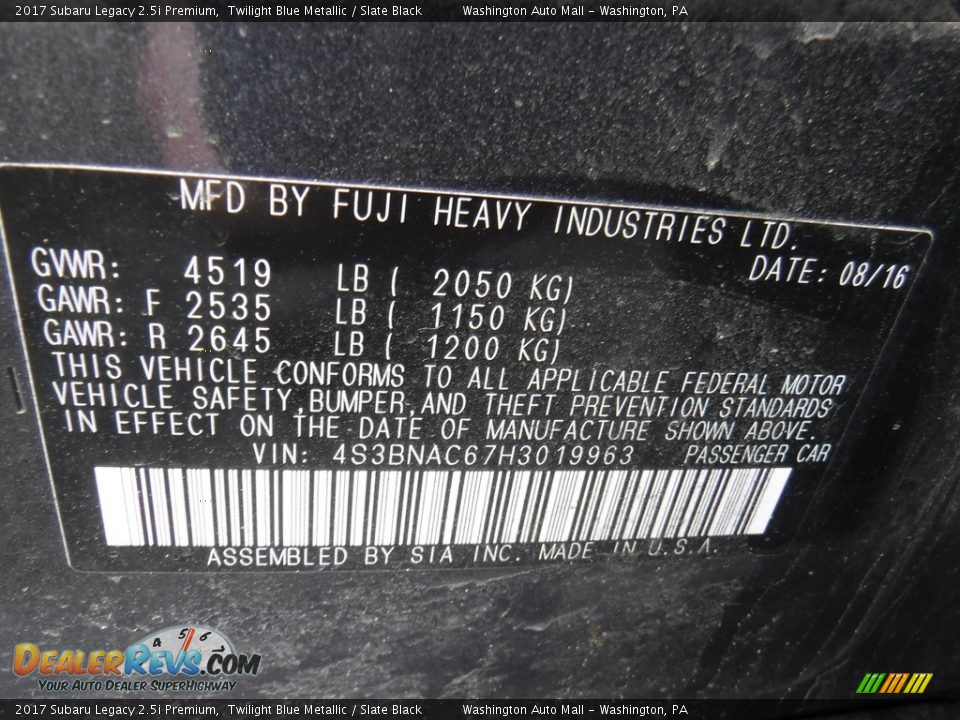 2017 Subaru Legacy 2.5i Premium, Twilight Blue Metallic / Slate Black Washington Auto Mall - Washington, PA
MFD BY FUJI HEAVY INDUSTRIES LTD.
DATE: 08/16
GVWR: 4519 LB ( 2050 KG)
GAWR: F 2535 LB ( 1150 KG)
GAWR: R 2645 LB ( 1200 KG)
THIS VEHICLE CONFORMS TO ALL APPLICABLE FEDERAL MOTOR
VEHICLE SAFETY,BUMPER,AND THEFT PREVENTION STANDARDS
IN EFFECT ON THE DATE OF MANUFACTURE SHOWN ABOVE.
VIN: 4S3BNAC67H3019963 PASSENGER CAR
ASSEMBLED BY SIA INC. MADE IN U.S.A.
4 5 6
DealerRevs.com
Your Auto Dealer SuperHighway
2017 Subaru Legacy 2.5i Premium, Twilight Blue Metallic / Slate Black Washington Auto Mall - Washington, PA